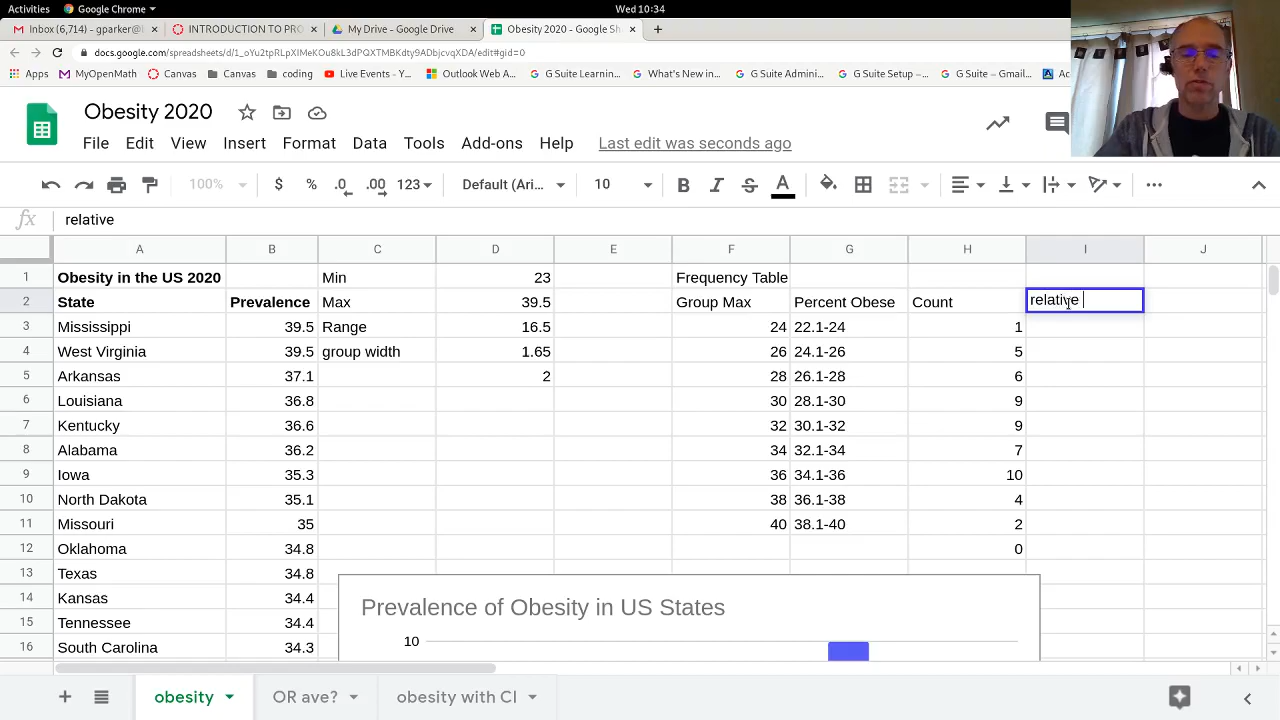 Activities Google Chrome Wed 10:34
Inbox (6,714) - gparker@ INTRODUCTION TO PRO My Drive - Google Drive Obesity 2020 - Google Sh
docs.google.com/spreadsheets/d/1_oYu2tpRLpXIMeKOu8kL3dPQXTMBKdty9ADbjcvqXDA/edit#gid=0
Apps MyOpenMath Canvas Canvas coding Live Events - Y... Outlook Web A... G Suite Learnin... What's New in... G Suite Admini... G Suite Setup –... G Suite – Gmail...
Obesity 2020
File Edit View Insert Format Data Tools Add-ons Help Last edit was seconds ago
100% $ % .0 .00 123 Default (Ari... 10 B I S A
fx relative
A B C D E F G H I J
1 Obesity in the US 2020 Min 23 Frequency Table
2 State Prevalence Max 39.5 Group Max Percent Obese Count relative
3 Mississippi 39.5 Range 16.5 24 22.1-24 1
4 West Virginia 39.5 group width 1.65 26 24.1-26 5
5 Arkansas 37.1 2 28 26.1-28 6
6 Louisiana 36.8 30 28.1-30 9
7 Kentucky 36.6 32 30.1-32 9
8 Alabama 36.2 34 32.1-34 7
9 Iowa 35.3 36 34.1-36 10
10 North Dakota 35.1 38 36.1-38 4
11 Missouri 35 40 38.1-40 2
12 Oklahoma 34.8 0
13 Texas 34.8
14 Kansas 34.4
15 Tennessee 34.4
16 South Carolina 34.3
Prevalence of Obesity in US States
10
obesity OR ave? obesity with CI